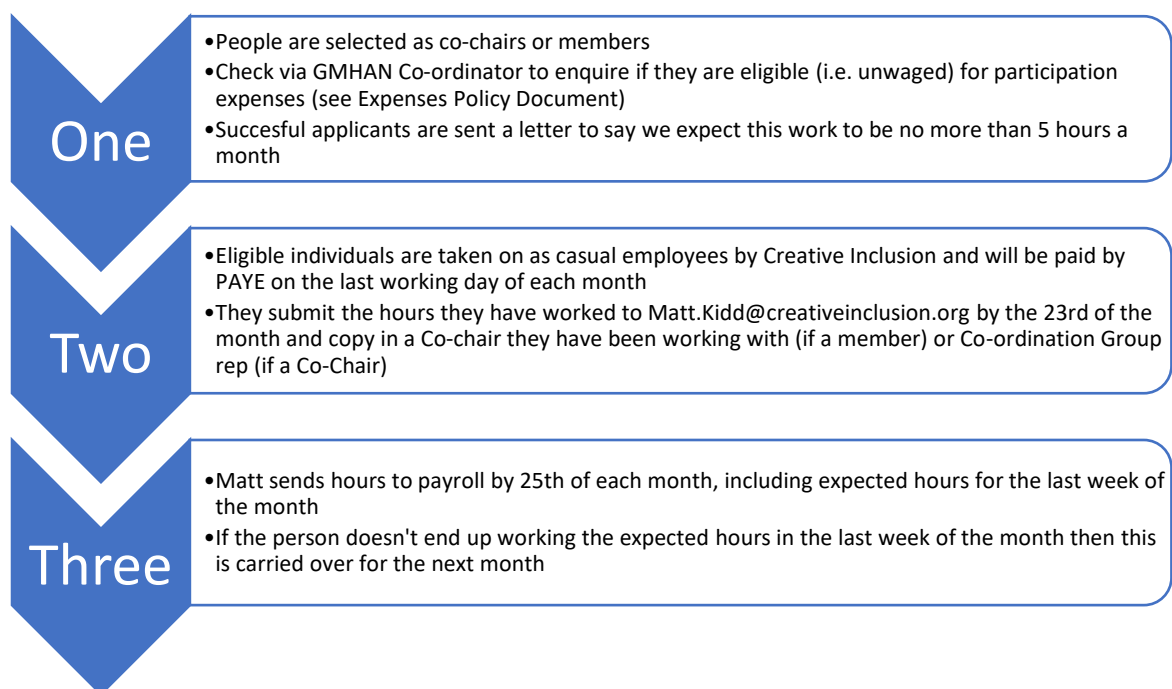 One
•People are selected as co-chairs or members
•Check via GMHAN Co-ordinator to enquire if they are eligible (i.e. unwaged) for participation
expenses (see Expenses Policy Document)
•Succesful applicants are sent a letter to say we expect this work to be no more than 5 hours a
month
Two
•Eligible individuals are taken on as casual employees by Creative Inclusion and will be paid by
PAYE on the last working day of each month
•They submit the hours they have worked to Matt.Kidd@creativeinclusion.org by the 23rd of the
month and copy in a Co-chair they have been working with (if a member) or Co-ordination Group
rep (if a Co-Chair)
Three
•Matt sends hours to payroll by 25th of each month, including expected hours for the last week of
the month
•If the person doesn't end up working the expected hours in the last week of the month then this
is carried over for the next month